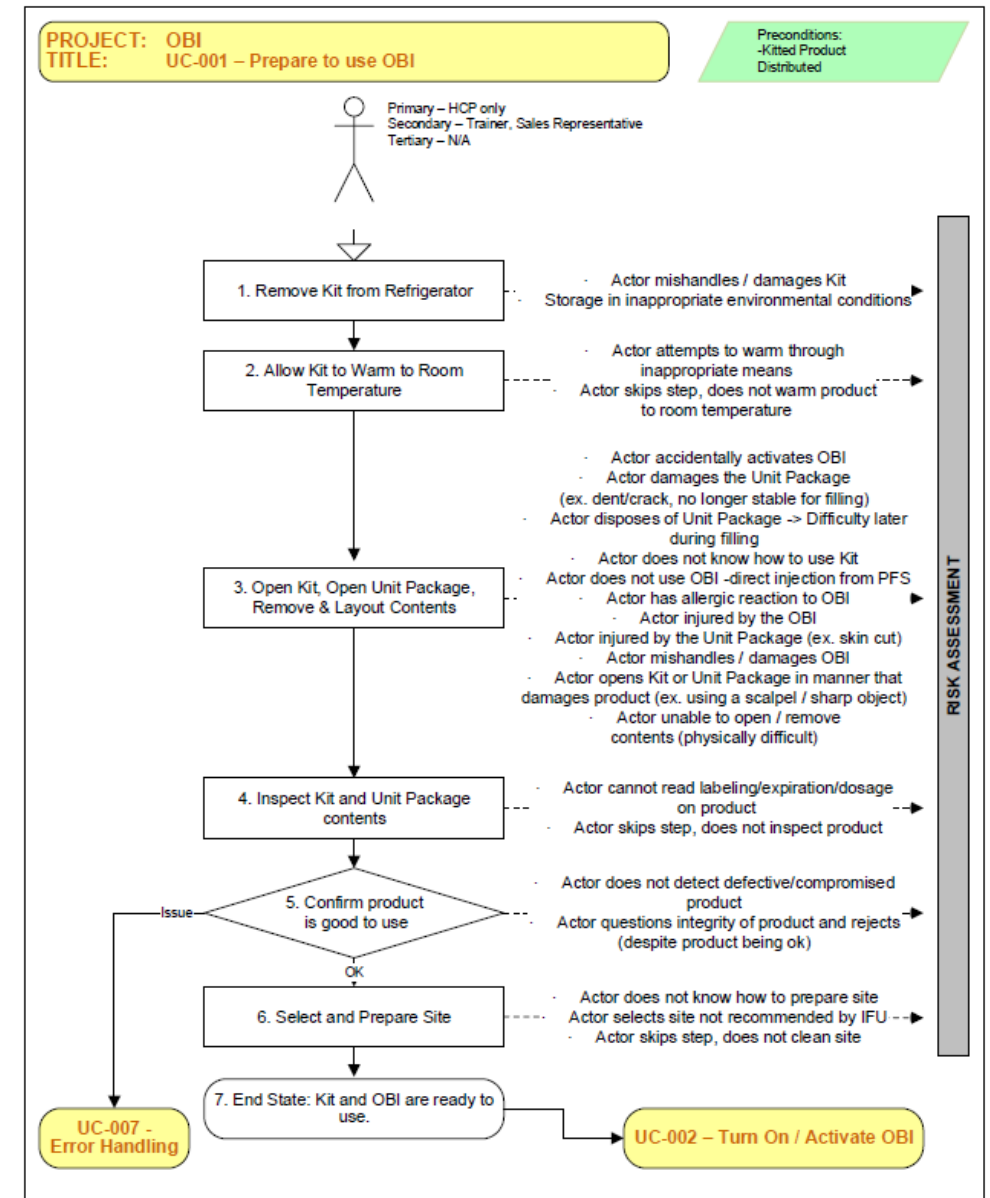 PROJECT: OBI
TITLE: UC-001 – Prepare to use OBI
Preconditions:
-Kitted Product
Distributed
Primary – HCP only
Secondary – Trainer, Sales Representative
Tertiary – N/A
1. Remove Kit from Refrigerator
· Actor mishandles / damages Kit
· Storage in inappropriate environmental conditions
2. Allow Kit to Warm to Room
Temperature
· Actor attempts to warm through
inappropriate means
· Actor skips step, does not warm product
to room temperature
3. Open Kit, Open Unit Package,
Remove & Layout Contents
· Actor accidentally activates OBI
· Actor damages the Unit Package
(ex. dent/crack, no longer stable for filling)
· Actor disposes of Unit Package -> Difficulty later
during filling
· Actor does not know how to use Kit
· Actor does not use OBI -direct injection from PFS
· Actor has allergic reaction to OBI
· Actor injured by the OBI
· Actor injured by the Unit Package (ex. skin cut)
· Actor mishandles / damages OBI
· Actor opens Kit or Unit Package in manner that
damages product (ex. using a scalpel / sharp object)
· Actor unable to open / remove
contents (physically difficult)
4. Inspect Kit and Unit Package
contents
· Actor cannot read labeling/expiration/dosage
on product
· Actor skips step, does not inspect product
5. Confirm product
is good to use
Issue
OK
· Actor does not detect defective/compromised
product
· Actor questions integrity of product and rejects
(despite product being ok)
6. Select and Prepare Site
· Actor does not know how to prepare site
· Actor selects site not recommended by IFU
· Actor skips step, does not clean site
RISK ASSESSMENT
7. End State: Kit and OBI are ready to
use.
UC-007 -
Error Handling
UC-002 – Turn On / Activate OBI